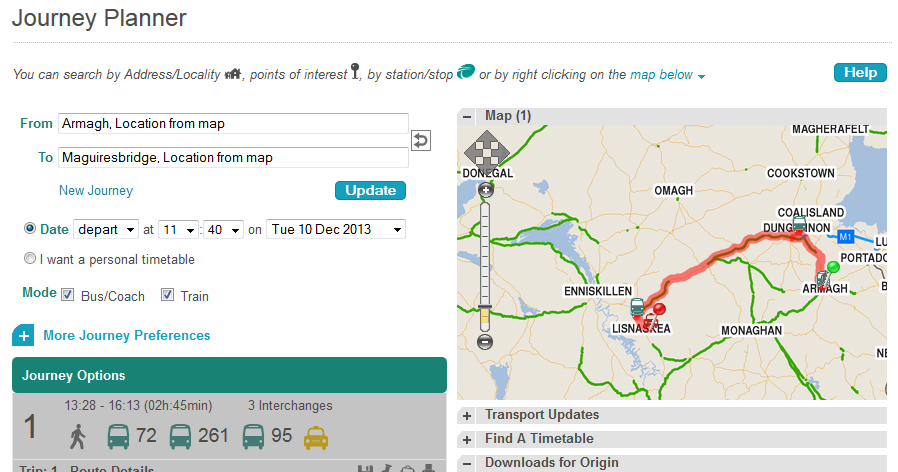 Journey Planner
You can search by Address/Locality , points of interest , by station/stop or by right clicking on the map below
Help
From Armagh, Location from map
To Maguiresbridge, Location from map
New Journey Update
Date depart at 11 : 40 on Tue 10 Dec 2013
I want a personal timetable
Mode Bus/Coach Train
+ More Journey Preferences
Journey Options
1 13:28 - 16:13 (02h:45min) 3 Interchanges
72 261 95
Trip: 1 - Route Details
Map (1)
MAGHERAFELT
DONEGAL
COOKSTOWN
OMAGH
COALISLAND
DUNGANNON
M1
LU
PORTADO
ENNISKILLEN
ARMAGH
B
LISNASKEA
MONAGHAN
NE
+ Transport Updates
+ Find A Timetable
− Downloads for Origin